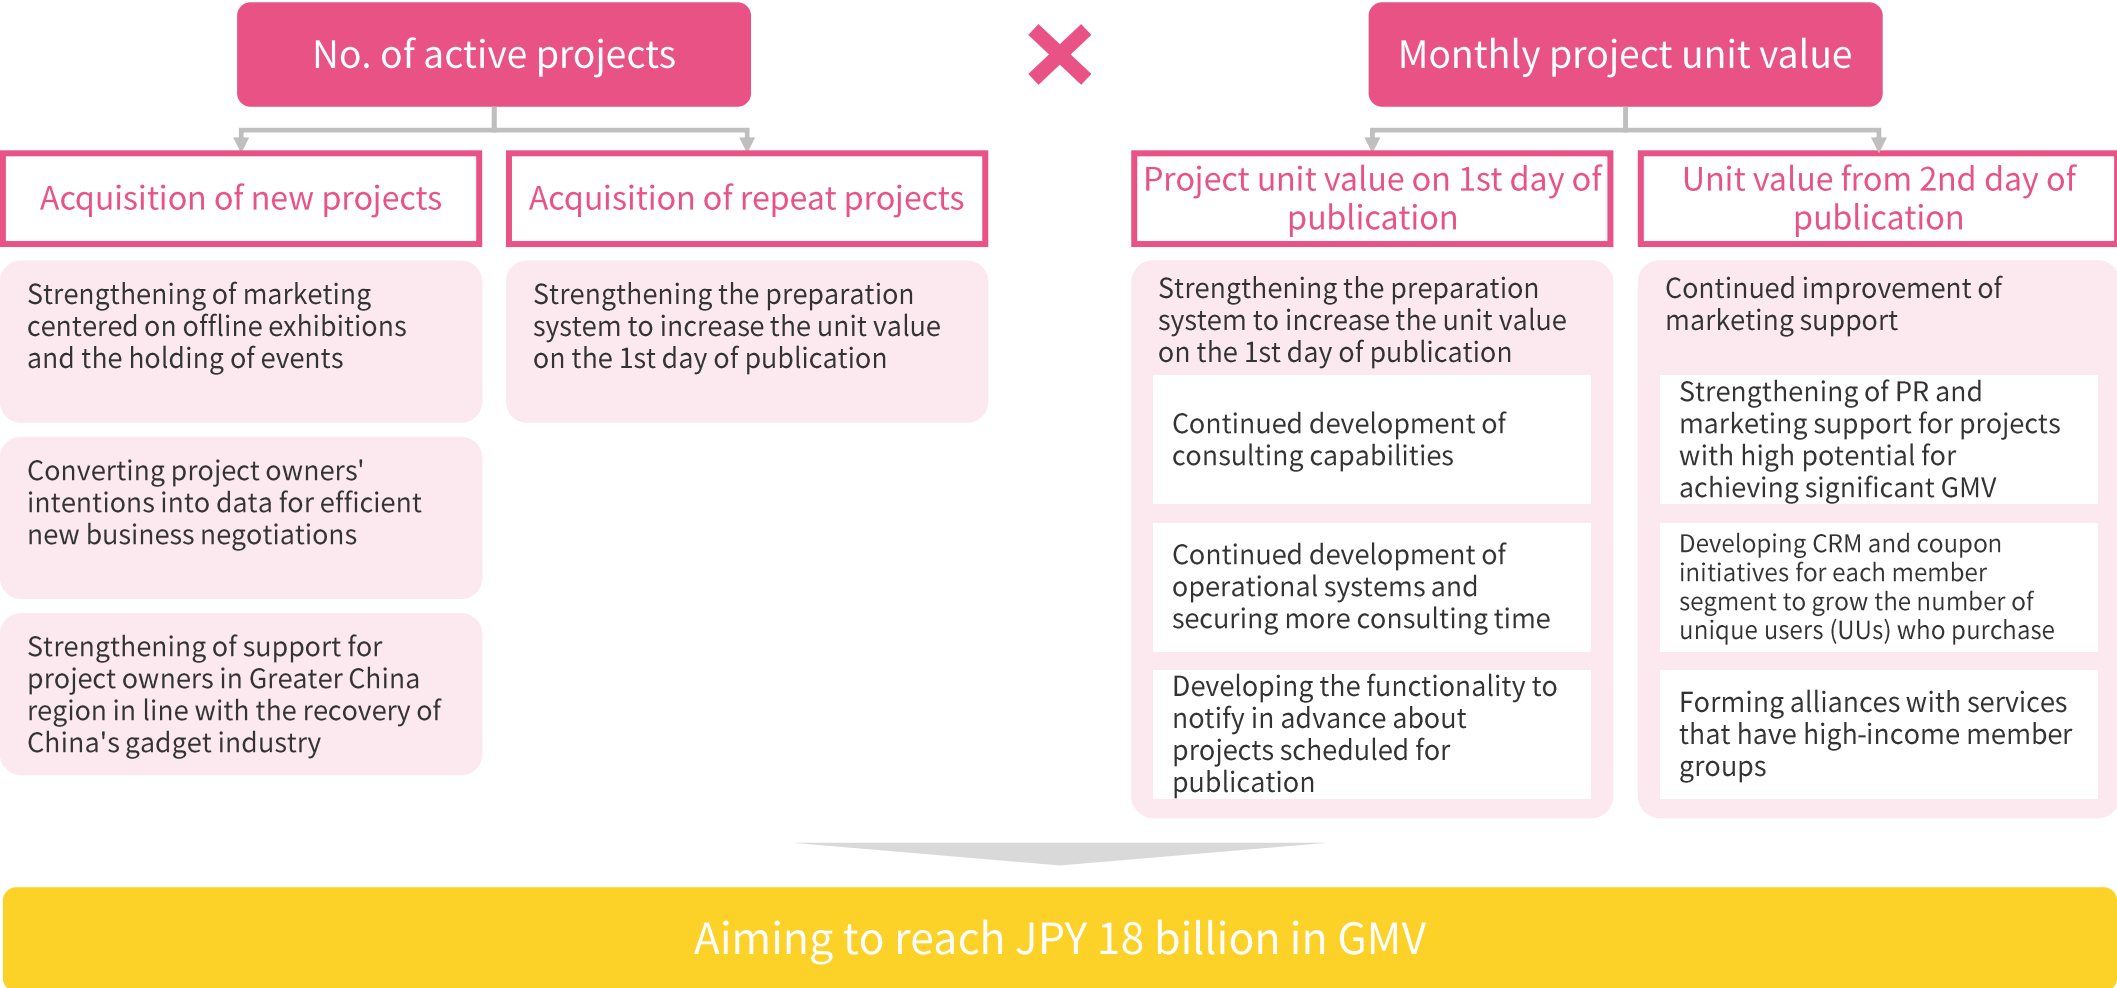 No. of active projects
Monthly project unit value
Acquisition of new projects
Strengthening of marketing
centered on offline exhibitions
and the holding of events
Converting project owners'
intentions into data for efficient
new business negotiations
Strengthening of support for
project owners in Greater China
region in line with the recovery of
China's gadget industry
Acquisition of repeat projects
Strengthening the preparation
system to increase the unit value
on the 1st day of publication
Project unit value on 1st day of
publication
Strengthening the preparation
system to increase the unit value
on the 1st day of publication
Continued development of
consulting capabilities
Continued development of
operational systems and
securing more consulting time
Developing the functionality to
notify in advance about
projects scheduled for
publication
Unit value from 2nd day of
publication
Continued improvement of
marketing support
Strengthening of PR and
marketing support for projects
with high potential for
achieving significant GMV
Developing CRM and coupon
initiatives for each member
segment to grow the number of
unique users (UUs) who purchase
Forming alliances with services
that have high-income member
groups
Aiming to reach JPY 18 billion in GMV